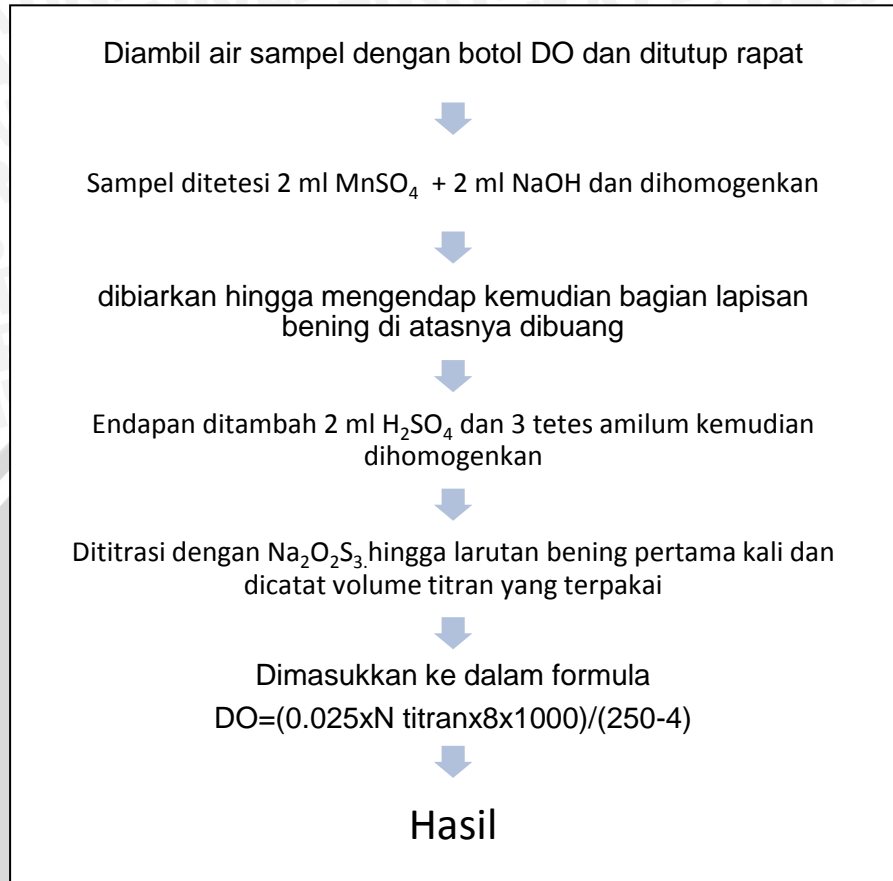 Diambil air sampel dengan botol DO dan ditutup rapat
Sampel ditetesi 2 ml MnSO₄ + 2 ml NaOH dan dihomogenkan
dibiarkan hingga mengendap kemudian bagian lapisan
bening di atasnya dibuang
Endapan ditambah 2 ml H₂SO₄ dan 3 tetes amilum kemudian
dihomogenkan
Dititrasi dengan Na₂O₂S₃.hingga larutan bening pertama kali dan
dicatat volume titran yang terpakai
Dimasukkan ke dalam formula
DO=(0.025xN titranx8x1000)/(250-4)
Hasil